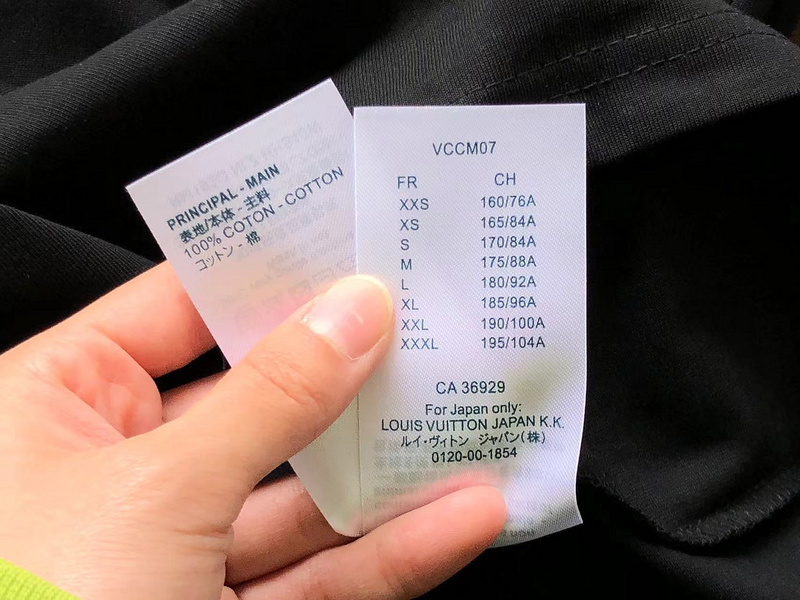 PRINCIPAL - MAIN
表地/本体 - 主料
100% COTON - COTTON
コットン - 棉
VCCM07
FR CH
XXS 160/76A
XS 165/84A
S 170/84A
M 175/88A
L 180/92A
XL 185/96A
XXL 190/100A
XXXL 195/104A
CA 36929
For Japan only:
LOUIS VUITTON JAPAN K.K.
ルイ・ヴィトン ジャパン(株)
0120-00-1854